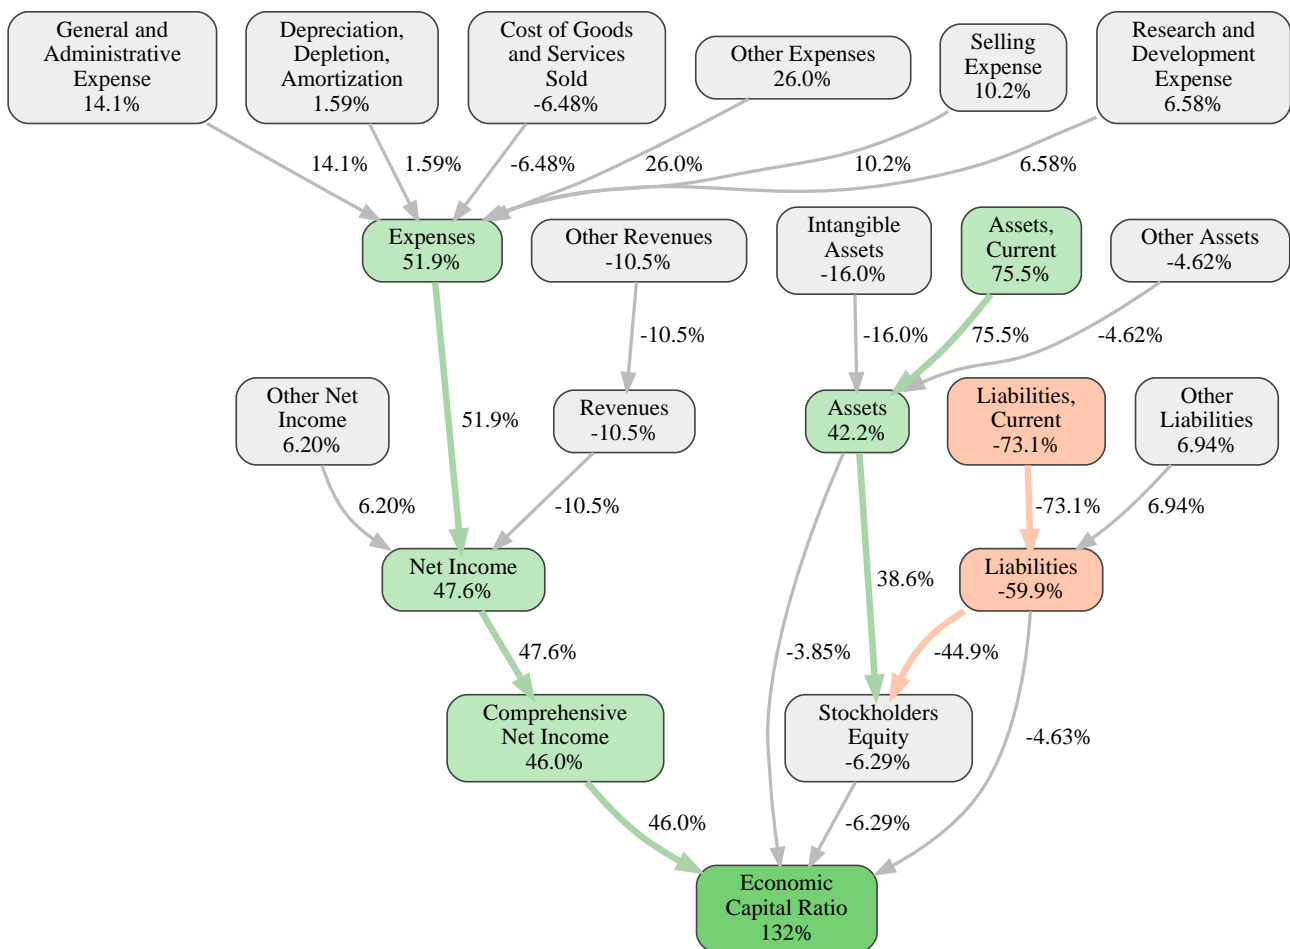 General and
Administrative
Expense
14.1%
Depreciation,
Depletion,
Amortization
1.59%
Cost of Goods
and Services
Sold
-6.48%
Other Expenses
26.0%
Selling
Expense
10.2%
Research and
Development
Expense
6.58%
14.1%
1.59%
-6.48%
26.0%
10.2%
6.58%
Expenses
51.9%
Other Revenues
-10.5%
Intangible
Assets
-16.0%
Assets,
Current
75.5%
Other Assets
-4.62%
-10.5%
-16.0%
75.5%
-4.62%
Other Net
Income
6.20%
51.9%
Revenues
-10.5%
Assets
42.2%
Liabilities,
Current
-73.1%
Other
Liabilities
6.94%
6.20%
-10.5%
-73.1%
6.94%
Net Income
47.6%
38.6%
Liabilities
-59.9%
47.6%
-3.85%
-44.9%
Comprehensive
Net Income
46.0%
Stockholders
Equity
-6.29%
-4.63%
46.0%
-6.29%
Economic
Capital Ratio
132%